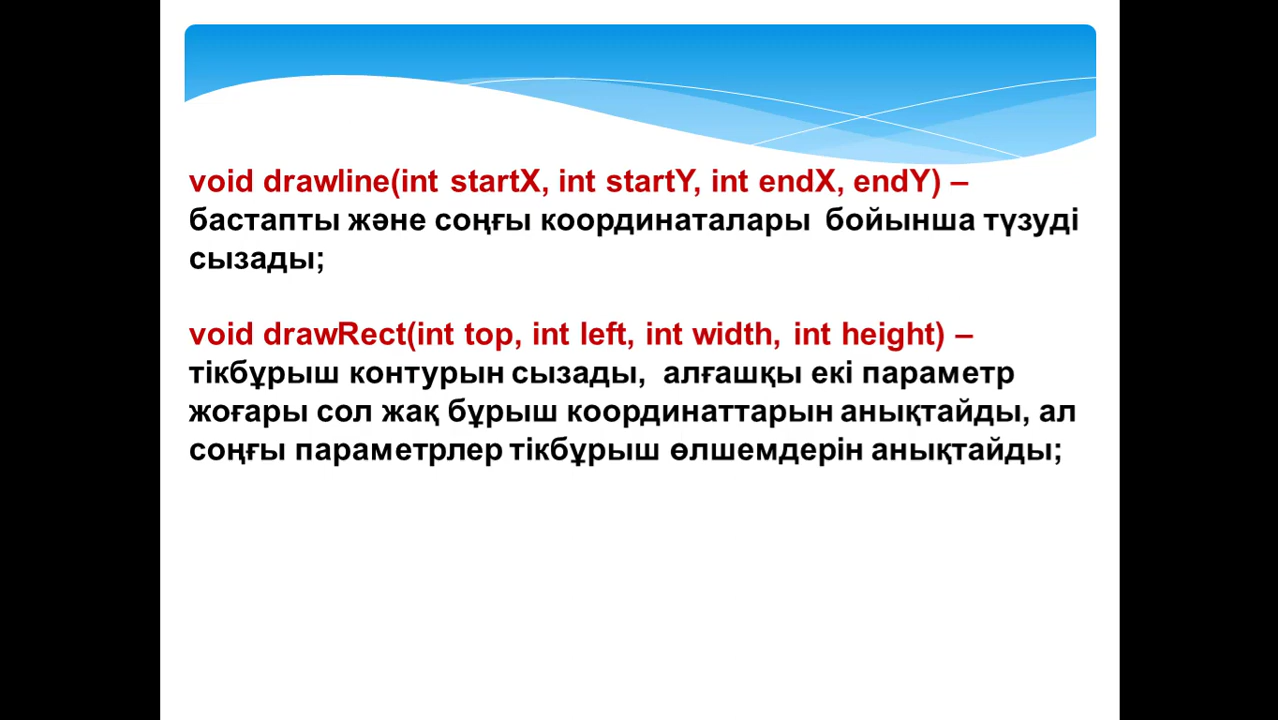 void drawline(int startX, int startY, int endX, endY) –
бастапты және соңғы координаталары бойынша түзуді
сызады;
void drawRect(int top, int left, int width, int height) –
тікбұрыш контурын сызады, алғашқы екі параметр
жоғары сол жақ бұрыш координаттарын анықтайды, ал
соңғы параметрлер тікбұрыш өлшемдерін анықтайды;